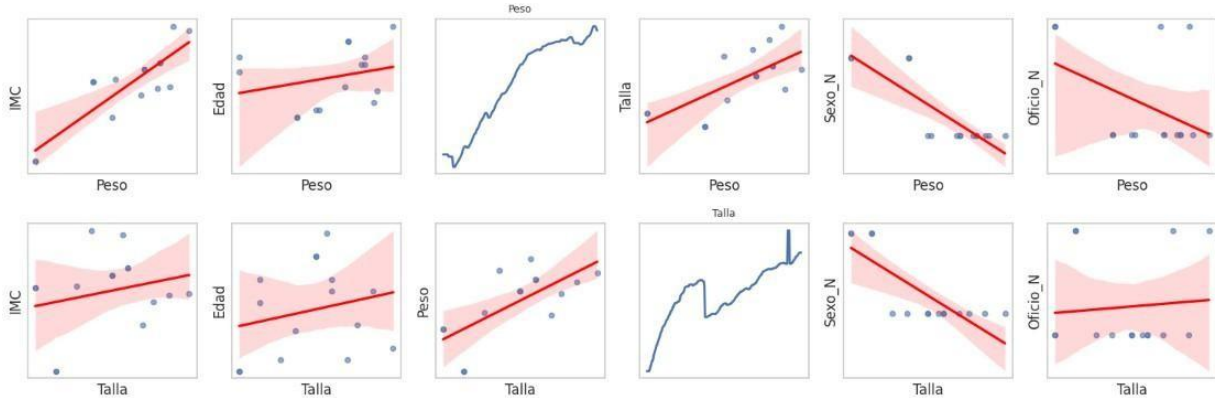 Peso
IMC
Edad
Talla
Sexo_N
Oficio_N
Peso
Peso
Peso
Peso
Peso
Talla
IMC
Edad
Peso
Sexo_N
Oficio_N
Talla
Talla
Talla
Talla
Talla